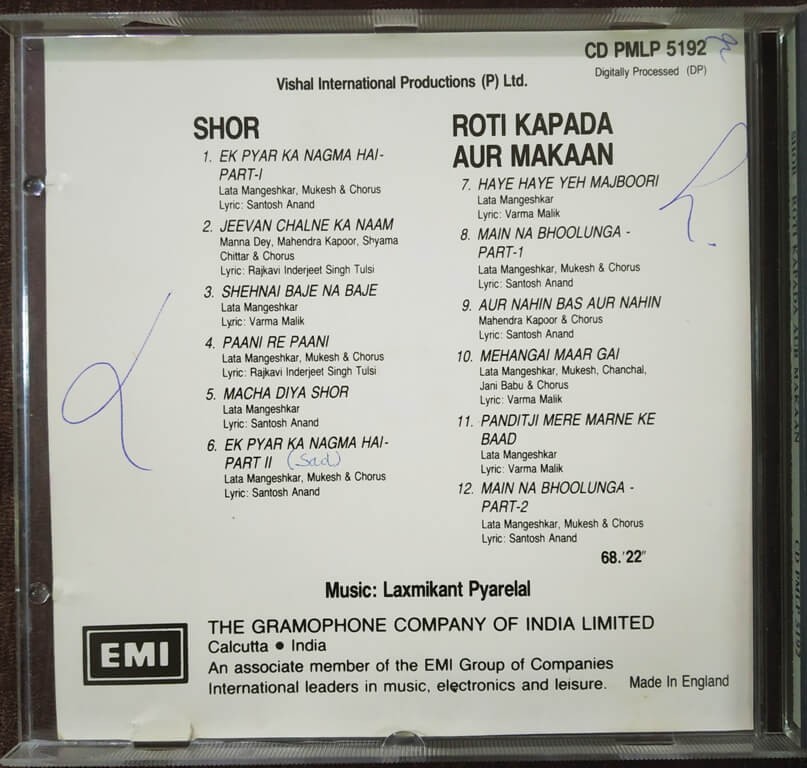 CD PMLP 5192
Digitally Processed (DP)
Vishal International Productions (P) Ltd.
SHOR
1. EK PYAR KA NAGMA HAI-
PART-I
Lata Mangeshkar, Mukesh & Chorus
Lyric: Santosh Anand
2. JEEVAN CHALNE KA NAAM
Manna Dey, Mahendra Kapoor, Shyama
Chittar & Chorus
Lyric: Rajkavi Inderjeet Singh Tulsi
3. SHEHNAI BAJE NA BAJE
Lata Mangeshkar
Lyric: Varma Malik
4. PAANI RE PAANI
Lata Mangeshkar, Mukesh & Chorus
Lyric: Rajkavi Inderjeet Singh Tulsi
5. MACHA DIYA SHOR
Lata Mangeshkar
Lyric: Santosh Anand
6. EK PYAR KA NAGMA HAI-
PART II (Sad)
Lata Mangeshkar, Mukesh & Chorus
Lyric: Santosh Anand
ROTI KAPADA
AUR MAKAAN
7. HAYE HAYE YEH MAJBOORI
Lata Mangeshkar
Lyric: Varma Malik
8. MAIN NA BHOOLUNGA -
PART-1
Lata Mangeshkar, Mukesh & Chorus
Lyric: Santosh Anand
9. AUR NAHIN BAS AUR NAHIN
Mahendra Kapoor & Chorus
Lyric: Santosh Anand
10. MEHANGAI MAAR GAI
Lata Mangeshkar, Mukesh, Chanchal,
Jani Babu & Chorus
Lyric: Varma Malik
11. PANDITJI MERE MARNE KE
BAAD
Lata Mangeshkar
Lyric: Varma Malik
12. MAIN NA BHOOLUNGA -
PART-2
Lata Mangeshkar, Mukesh & Chorus
Lyric: Santosh Anand
68.'22"
Music: Laxmikant Pyarelal
EMI
THE GRAMOPHONE COMPANY OF INDIA LIMITED
Calcutta ● India
An associate member of the EMI Group of Companies
International leaders in music, electronics and leisure.
Made In England
SHOR ROTI KAPADA AUR MAKAAN
CD PMLP 5192